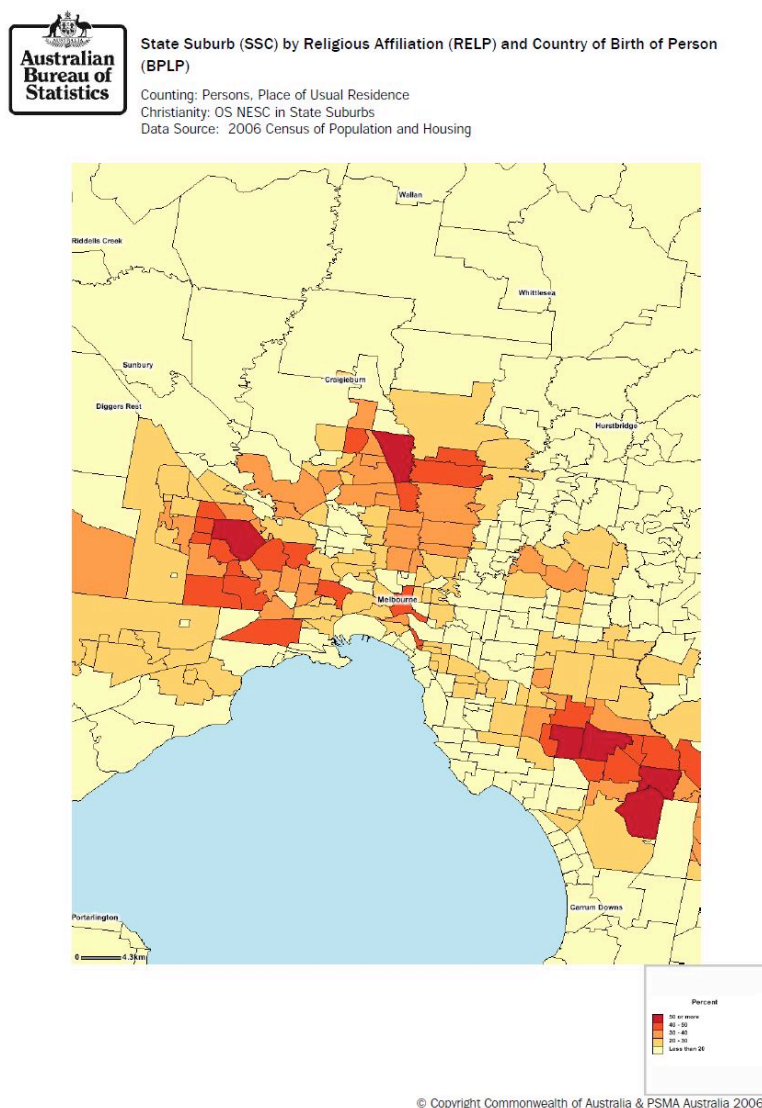 AUSTRALIA
Australian
Bureau of
Statistics
State Suburb (SSC) by Religious Affiliation (RELP) and Country of Birth of Person
(BPLP)
Counting: Persons, Place of Usual Residence
Christianity: OS NESC in State Suburbs
Data Source: 2006 Census of Population and Housing
Wallan
Riddells Creek
Whittlesea
Sunbury
Craigieburn
Diggers Rest
Hurstbridge
Melbourne
Carrum Downs
Portarlington
0 4.3km
Percent
50 or more
40 - 50
30 - 40
20 - 30
Less than 20
© Copyright Commonwealth of Australia & PSMA Australia 2006